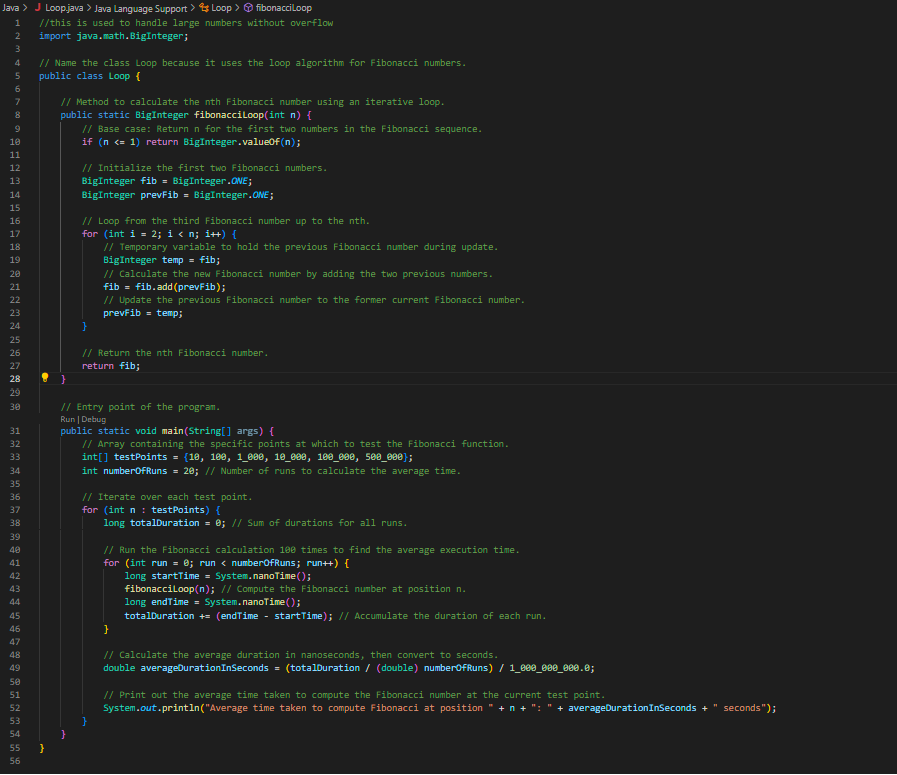 Java > Loop.java > Java Language Support > Loop > fibonacciLoop
1 //this is used to handle large numbers without overflow
2 import java.math.BigInteger;
3
4 // Name the class Loop because it uses the loop algorithm for Fibonacci numbers.
5 public class Loop {
6
7 // Method to calculate the nth Fibonacci number using an iterative loop.
8 public static BigInteger fibonacciLoop(int n) {
9 // Base case: Return n for the first two numbers in the Fibonacci sequence.
10 if (n <= 1) return BigInteger.valueOf(n);
11
12 // Initialize the first two Fibonacci numbers.
13 BigInteger fib = BigInteger.ONE;
14 BigInteger prevFib = BigInteger.ONE;
15
16 // Loop from the third Fibonacci number up to the nth.
17 for (int i = 2; i < n; i++) {
18 // Temporary variable to hold the previous Fibonacci number during update.
19 BigInteger temp = fib;
20 // Calculate the new Fibonacci number by adding the two previous numbers.
21 fib = fib.add(prevFib);
22 // Update the previous Fibonacci number to the former current Fibonacci number.
23 prevFib = temp;
24 }
25
26 // Return the nth Fibonacci number.
27 return fib;
28 }
29
30 // Entry point of the program.
Run | Debug
31 public static void main(String[] args) {
32 // Array containing the specific points at which to test the Fibonacci function.
33 int[] testPoints = {10, 100, 1_000, 10_000, 100_000, 500_000};
34 int numberOfRuns = 20; // Number of runs to calculate the average time.
35
36 // Iterate over each test point.
37 for (int n : testPoints) {
38 long totalDuration = 0; // Sum of durations for all runs.
39
40 // Run the Fibonacci calculation 100 times to find the average execution time.
41 for (int run = 0; run < numberOfRuns; run++) {
42 long startTime = System.nanoTime();
43 fibonacciLoop(n); // Compute the Fibonacci number at position n.
44 long endTime = System.nanoTime();
45 totalDuration += (endTime - startTime); // Accumulate the duration of each run.
46 }
47
48 // Calculate the average duration in nanoseconds, then convert to seconds.
49 double averageDurationInSeconds = (totalDuration / (double) numberOfRuns) / 1_000_000_000.0;
50
51 // Print out the average time taken to compute the Fibonacci number at the current test point.
52 System.out.println("Average time taken to compute Fibonacci at position " + n + ": " + averageDurationInSeconds + " seconds");
53 }
54 }
55 }
56